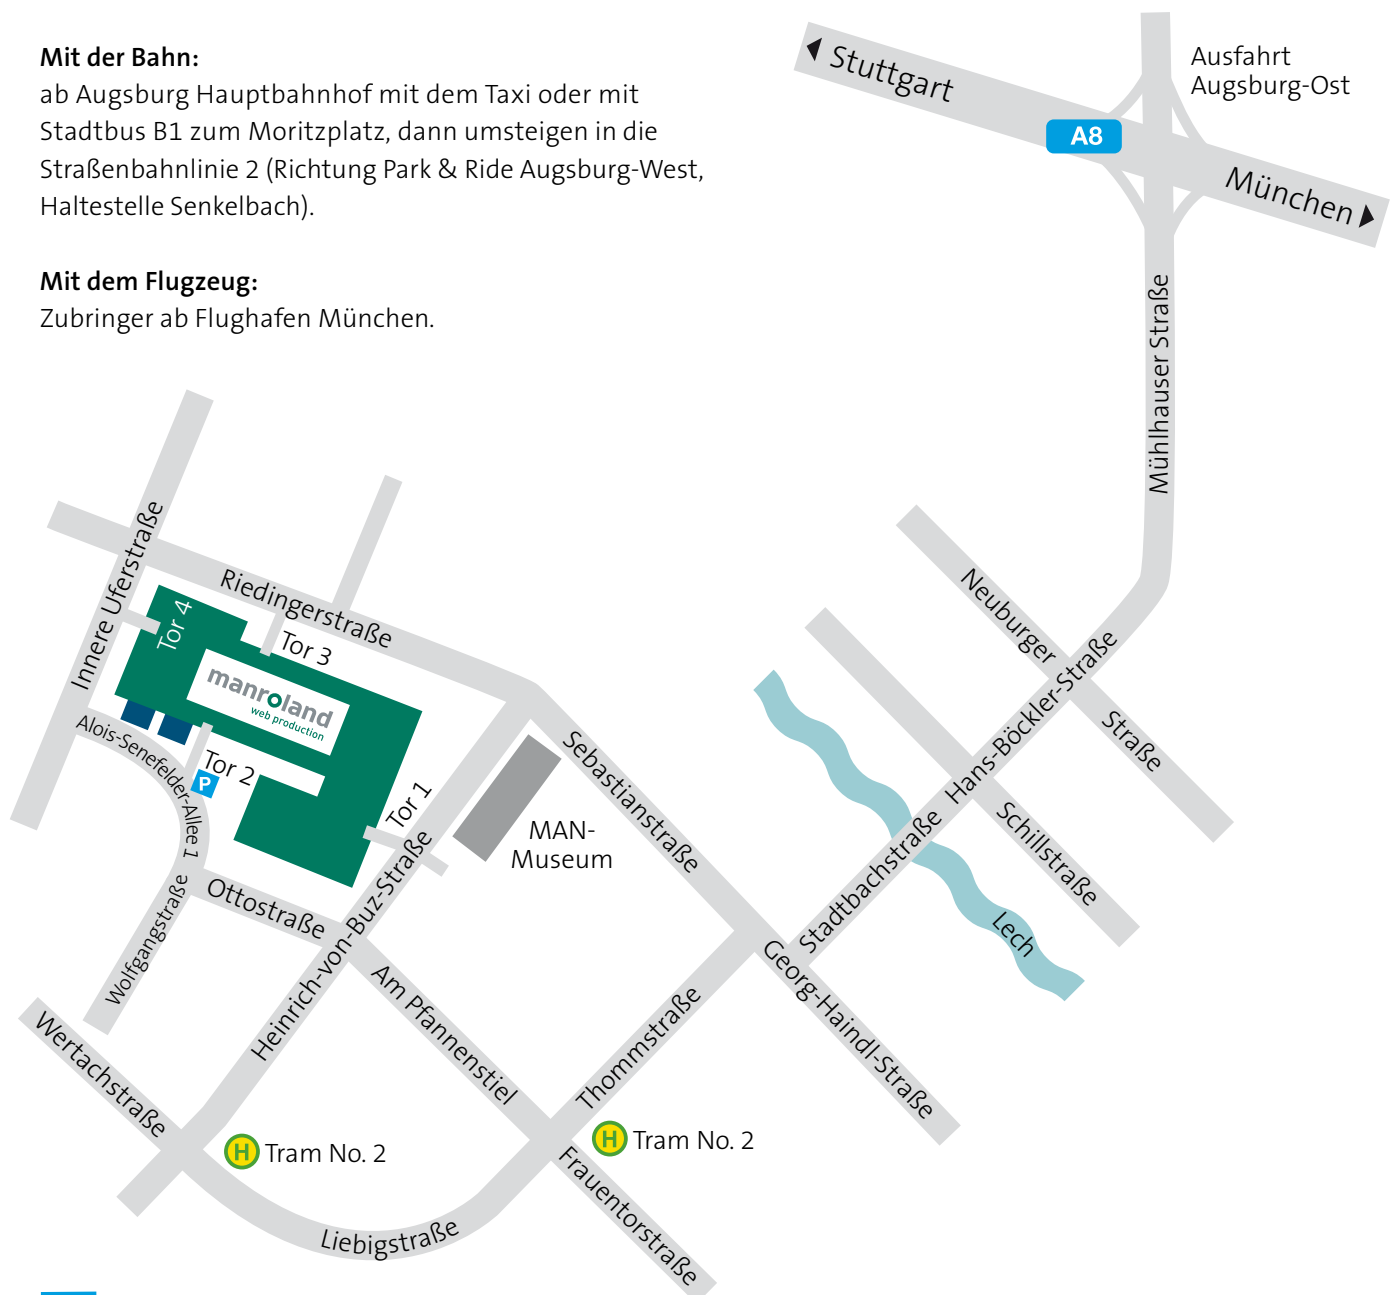 Mit der Bahn:
ab Augsburg Hauptbahnhof mit dem Taxi oder mit
Stadtbus B1 zum Moritzplatz, dann umsteigen in die
Straßenbahnlinie 2 (Richtung Park & Ride Augsburg-West,
Haltestelle Senkelbach).
Mit dem Flugzeug:
Zubringer ab Flughafen München.
Stuttgart
Ausfahrt
Augsburg-Ost
A8
München
Mühlhauser Straße
Innere Uferstraße
Riedingerstraße
Tor 4
Tor 3
manroland
web production
Neuburger
Straße
Hans-Böckler-Straße
Alois-Senefelder-Allee 1
Tor 2
P
Tor 1
Sebastianstraße
MAN-
Museum
Schillstraße
Stadtbachstraße
Lech
Ottostraße
Wolfgangstraße
Heinrich-von-Buz-Straße
Am Pfannenstiel
Georg-Haindl-Straße
Thommstraße
Wertachstraße
H Tram No. 2
H Tram No. 2
Frauentorstraße
Liebigstraße